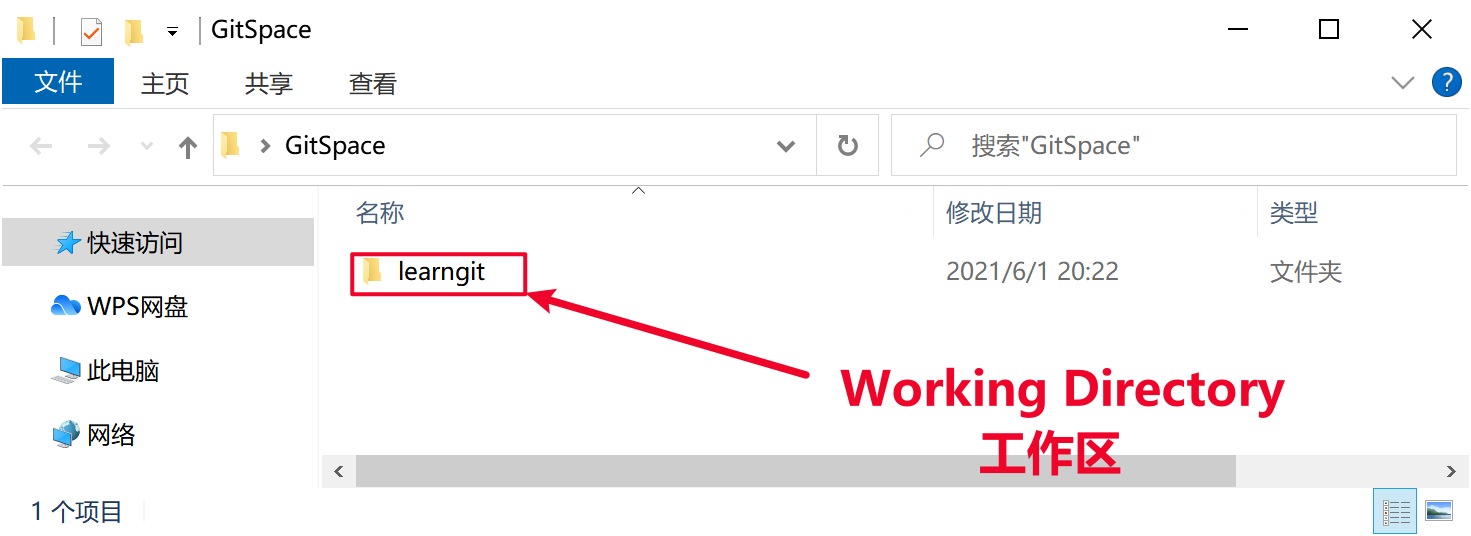 GitSpace
文件 主页 共享 查看
GitSpace 搜索"GitSpace"
名称 修改日期 类型
快速访问
learngit 2021/6/1 20:22 文件夹
WPS网盘
此电脑
Working Directory
网络
工作区
1 个项目